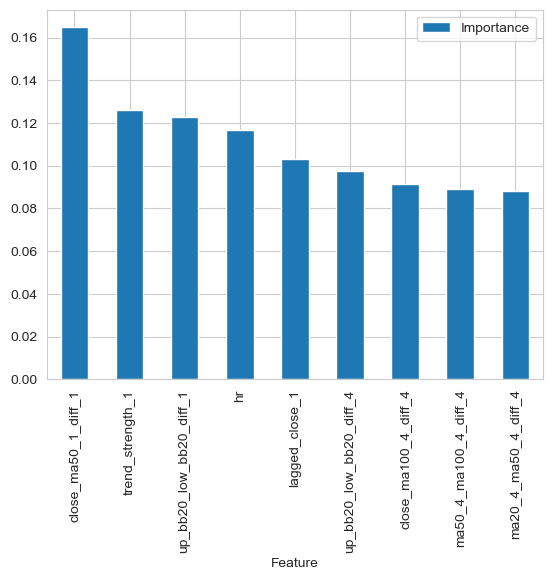 Importance
0.16
0.14
0.12
0.10
0.08
0.06
0.04
0.02
0.00
close_ma50_1_diff_1
trend_strength_1
up_bb20_low_bb20_diff_1
hr
lagged_close_1
up_bb20_low_bb20_diff_4
close_ma100_4_diff_4
ma50_4_ma100_4_diff_4
ma20_4_ma50_4_diff_4
Feature